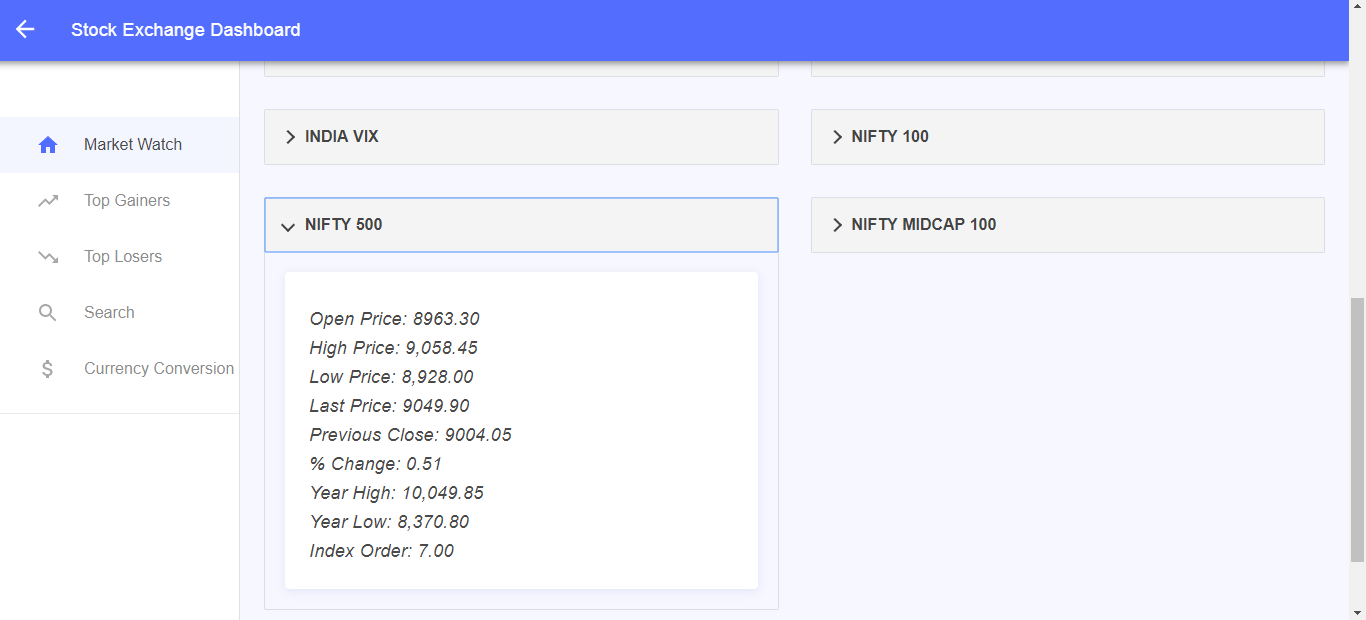 Stock Exchange Dashboard
Market Watch
Top Gainers
Top Losers
Search
Currency Conversion
INDIA VIX
NIFTY 100
NIFTY 500
NIFTY MIDCAP 100
Open Price: 8963.30
High Price: 9,058.45
Low Price: 8,928.00
Last Price: 9049.90
Previous Close: 9004.05
% Change: 0.51
Year High: 10,049.85
Year Low: 8,370.80
Index Order: 7.00